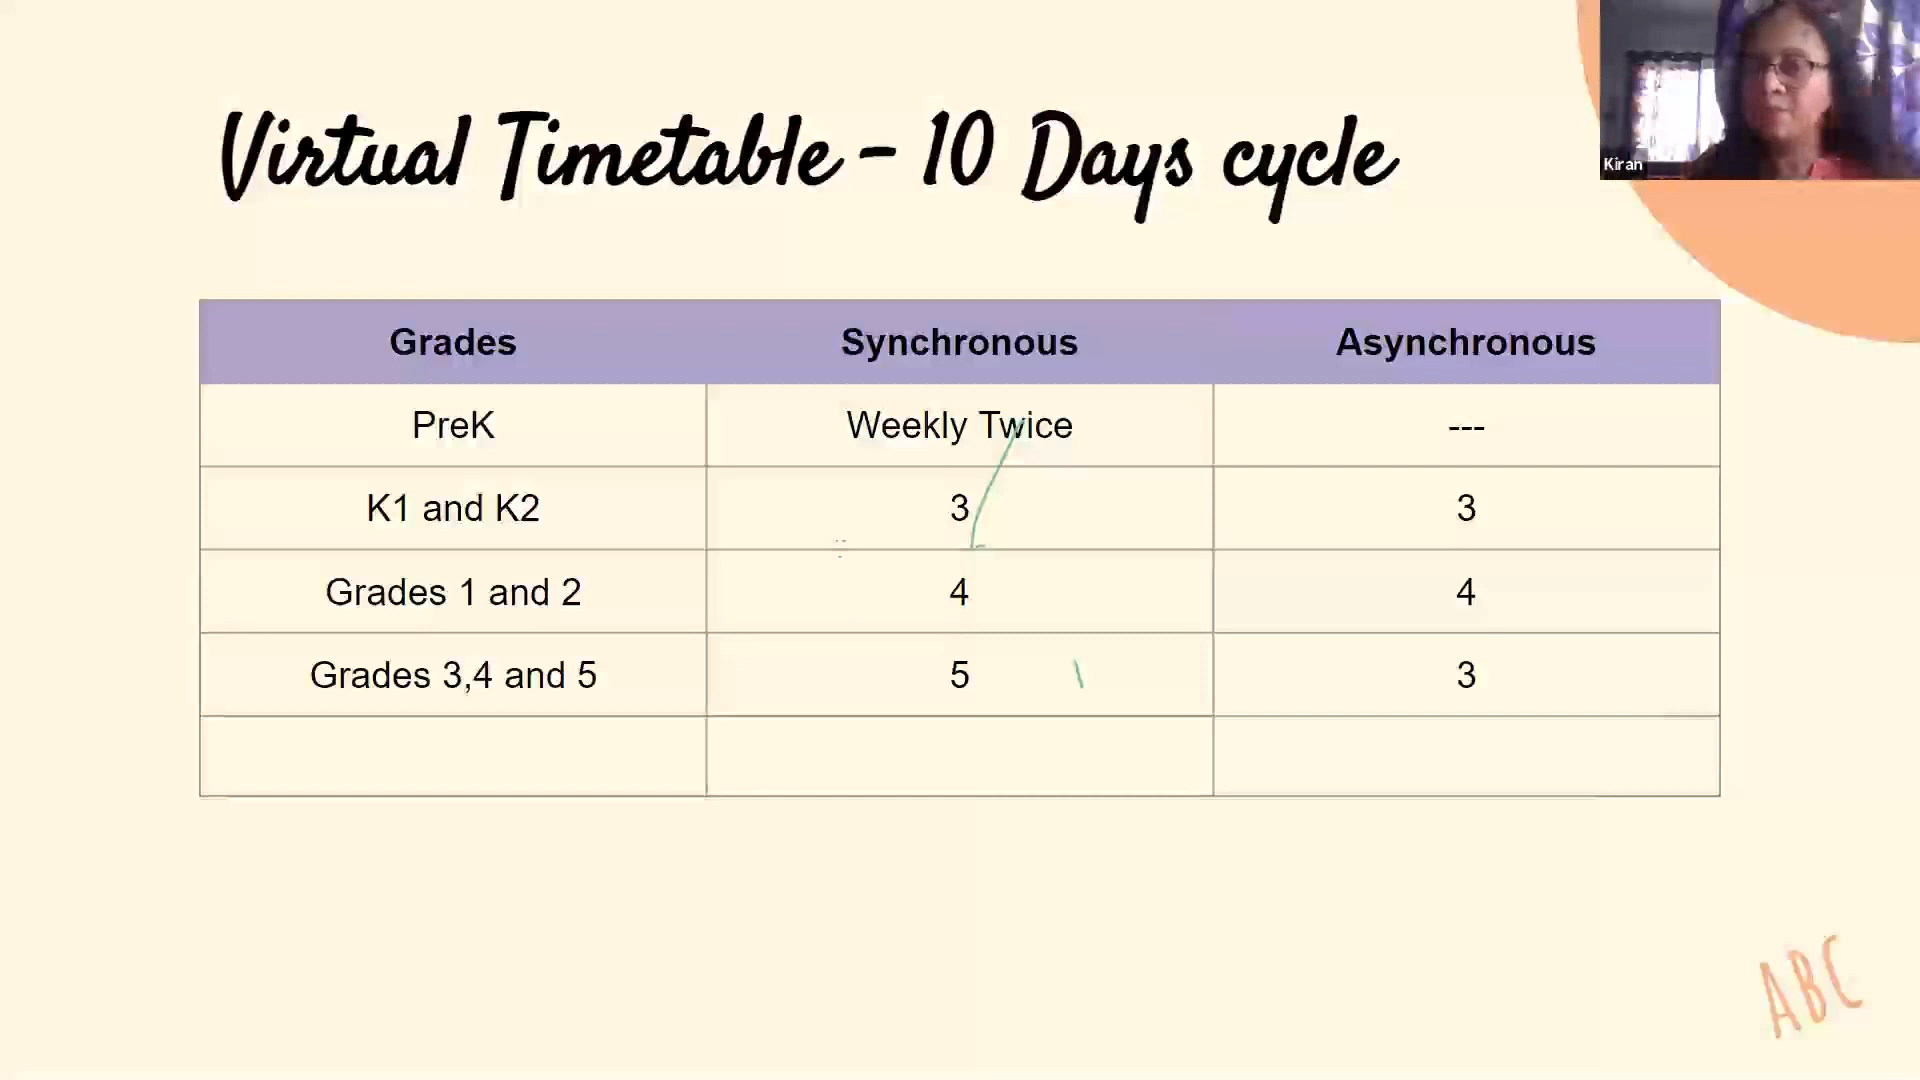 Virtual Timetable - 10 Days cycle
Kiran
Grades Synchronous Asynchronous
PreK Weekly Twice ---
K1 and K2 3 3
Grades 1 and 2 4 4
Grades 3,4 and 5 5 3
ABC